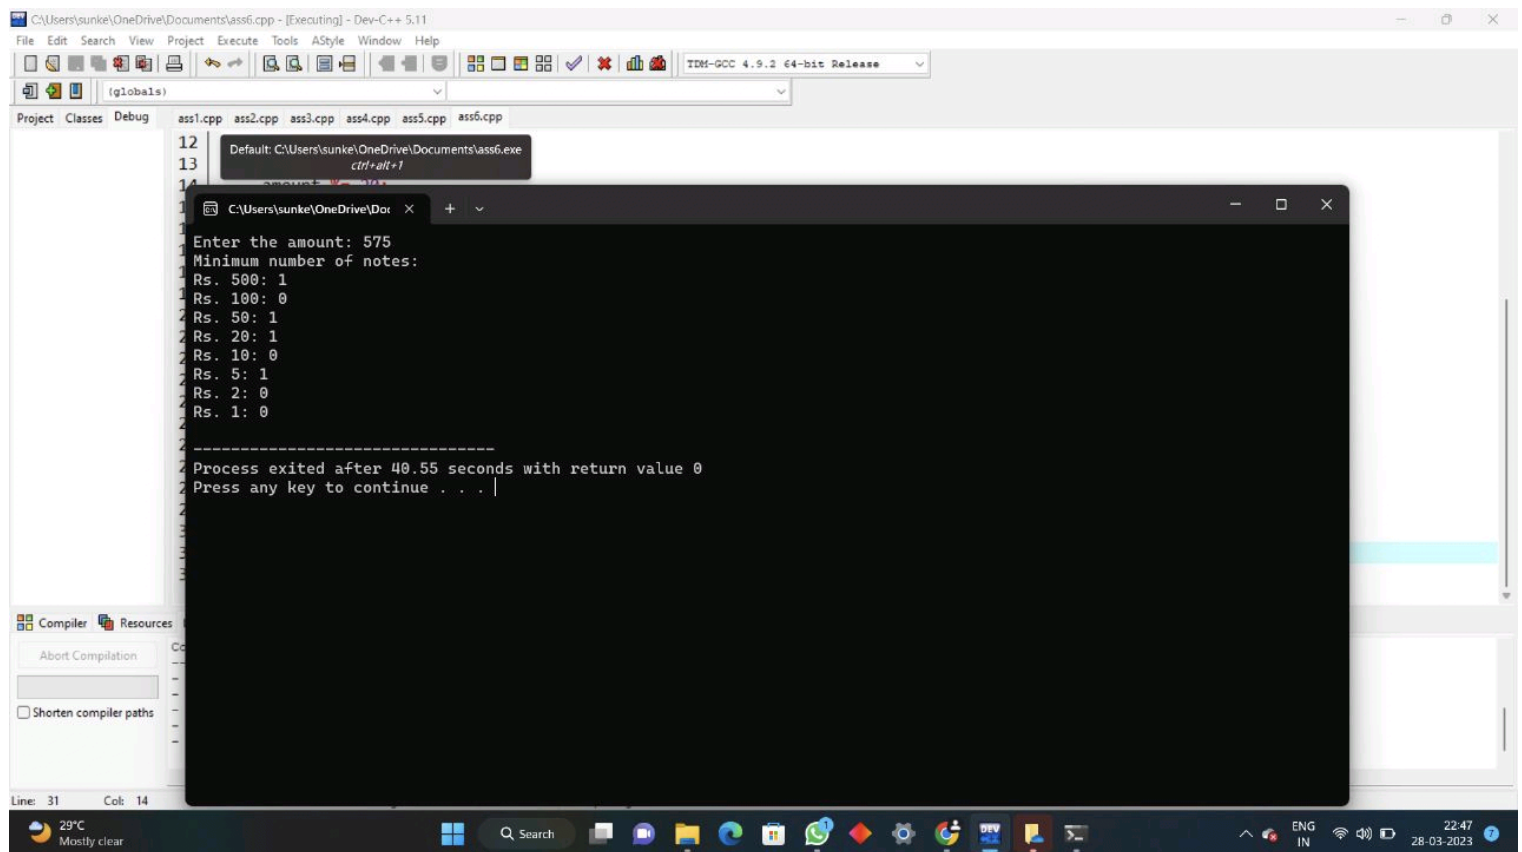 C:\Users\sunke\OneDrive\Documents\ass6.cpp - [Executing] - Dev-C++ 5.11
File Edit Search View Project Execute Tools AStyle Window Help
TDM-GCC 4.9.2 64-bit Release
(globals)
Project Classes Debug ass1.cpp ass2.cpp ass3.cpp ass4.cpp ass5.cpp ass6.cpp
12
13
Default: C:\Users\sunke\OneDrive\Documents\ass6.exe
ctrl+alt+1
14 amount %= 20;
C:\Users\sunke\OneDrive\Doc
Enter the amount: 575
Minimum number of notes:
Rs. 500: 1
Rs. 100: 0
Rs. 50: 1
Rs. 20: 1
Rs. 10: 0
Rs. 5: 1
Rs. 2: 0
Rs. 1: 0
--------------------------------
Process exited after 40.55 seconds with return value 0
Press any key to continue . . .
Compiler Resources
Abort Compilation
Shorten compiler paths
Line: 31 Col: 14
29°C
Mostly clear
Search
DEV
ENG
IN
22:47
28-03-2023